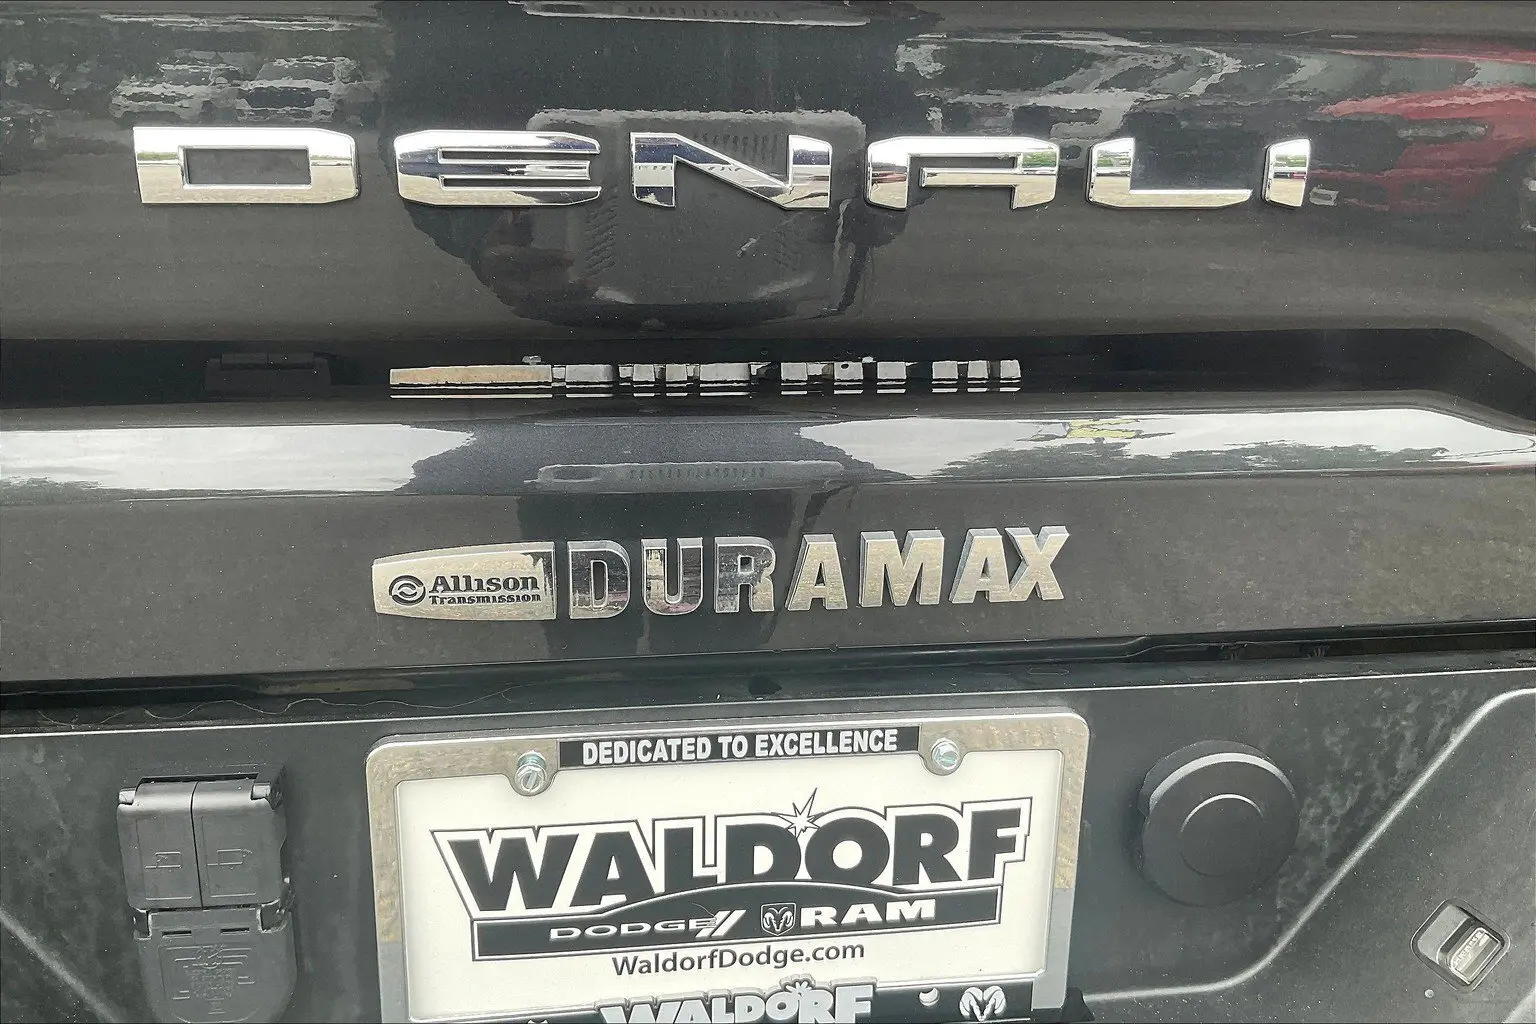 DENALI
Allison
Transmission
DURAMAX
DEDICATED TO EXCELLENCE
WALDORF
DODGE RAM
WaldorfDodge.com
WALDORF